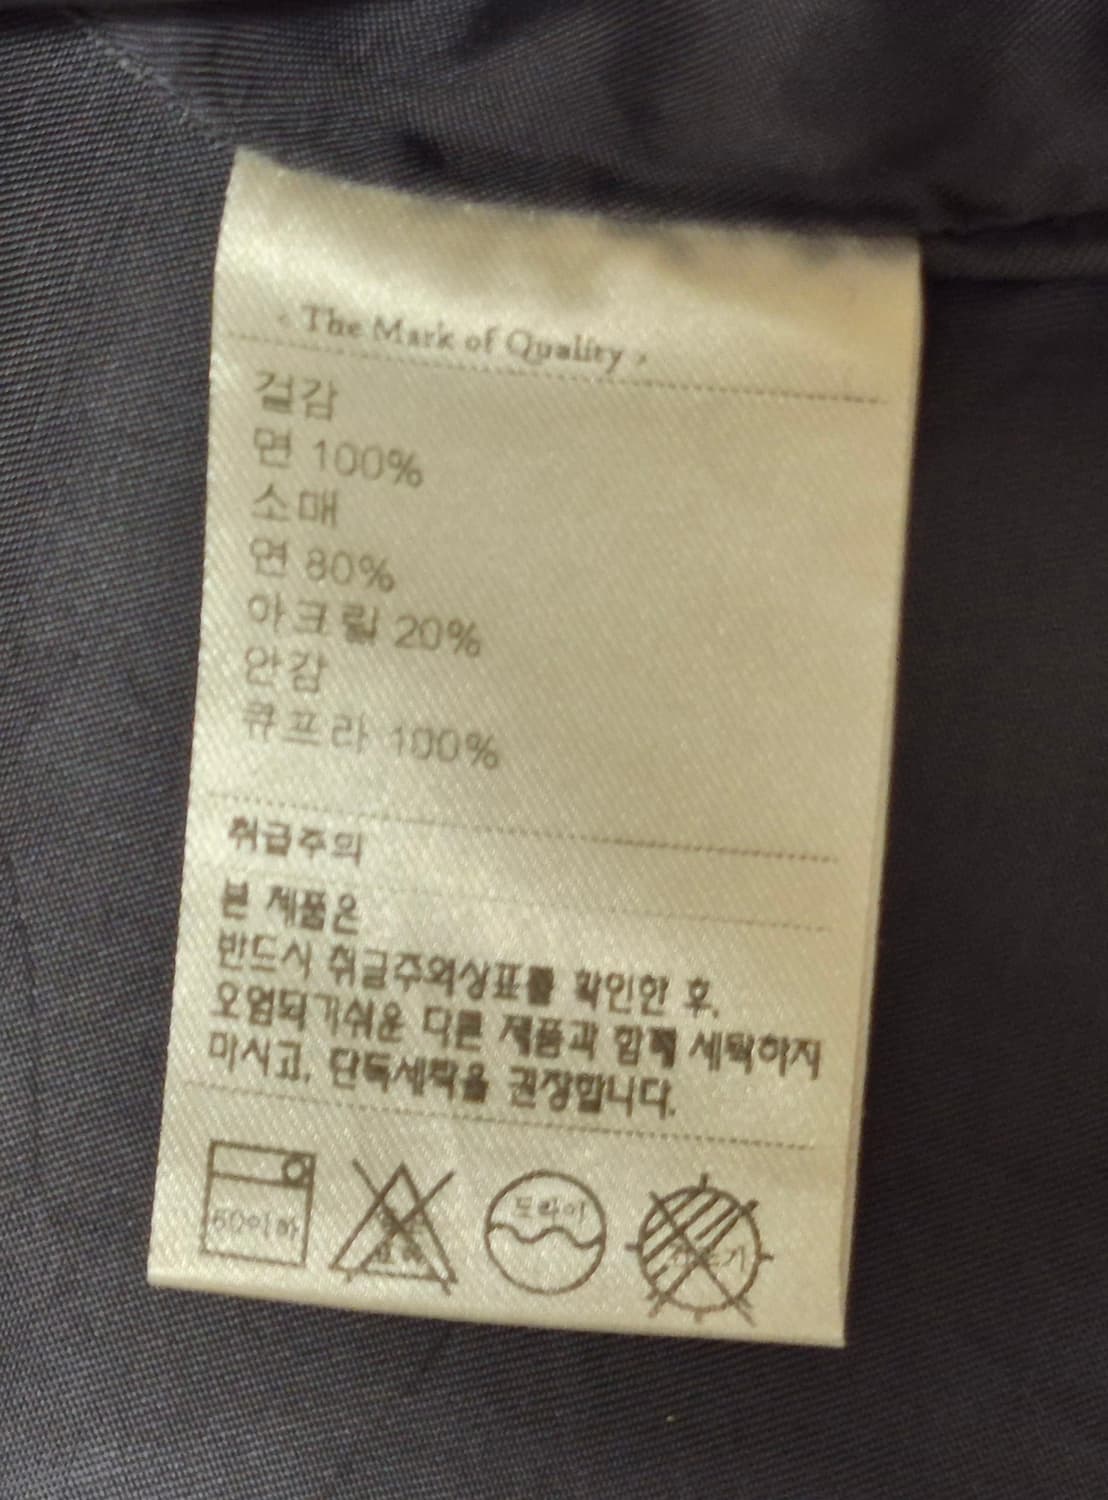 The Mark of Quality
겉감
면 100%
소매
면 80%
아크릴 20%
안감
큐프라 100%
취급주의
본 제품은
반드시 취급주의상표를 확인한 후,
오염되기쉬운 다른 제품과 함께 세탁하지
마시고, 단독세탁을 권장합니다.
60이하
드라이